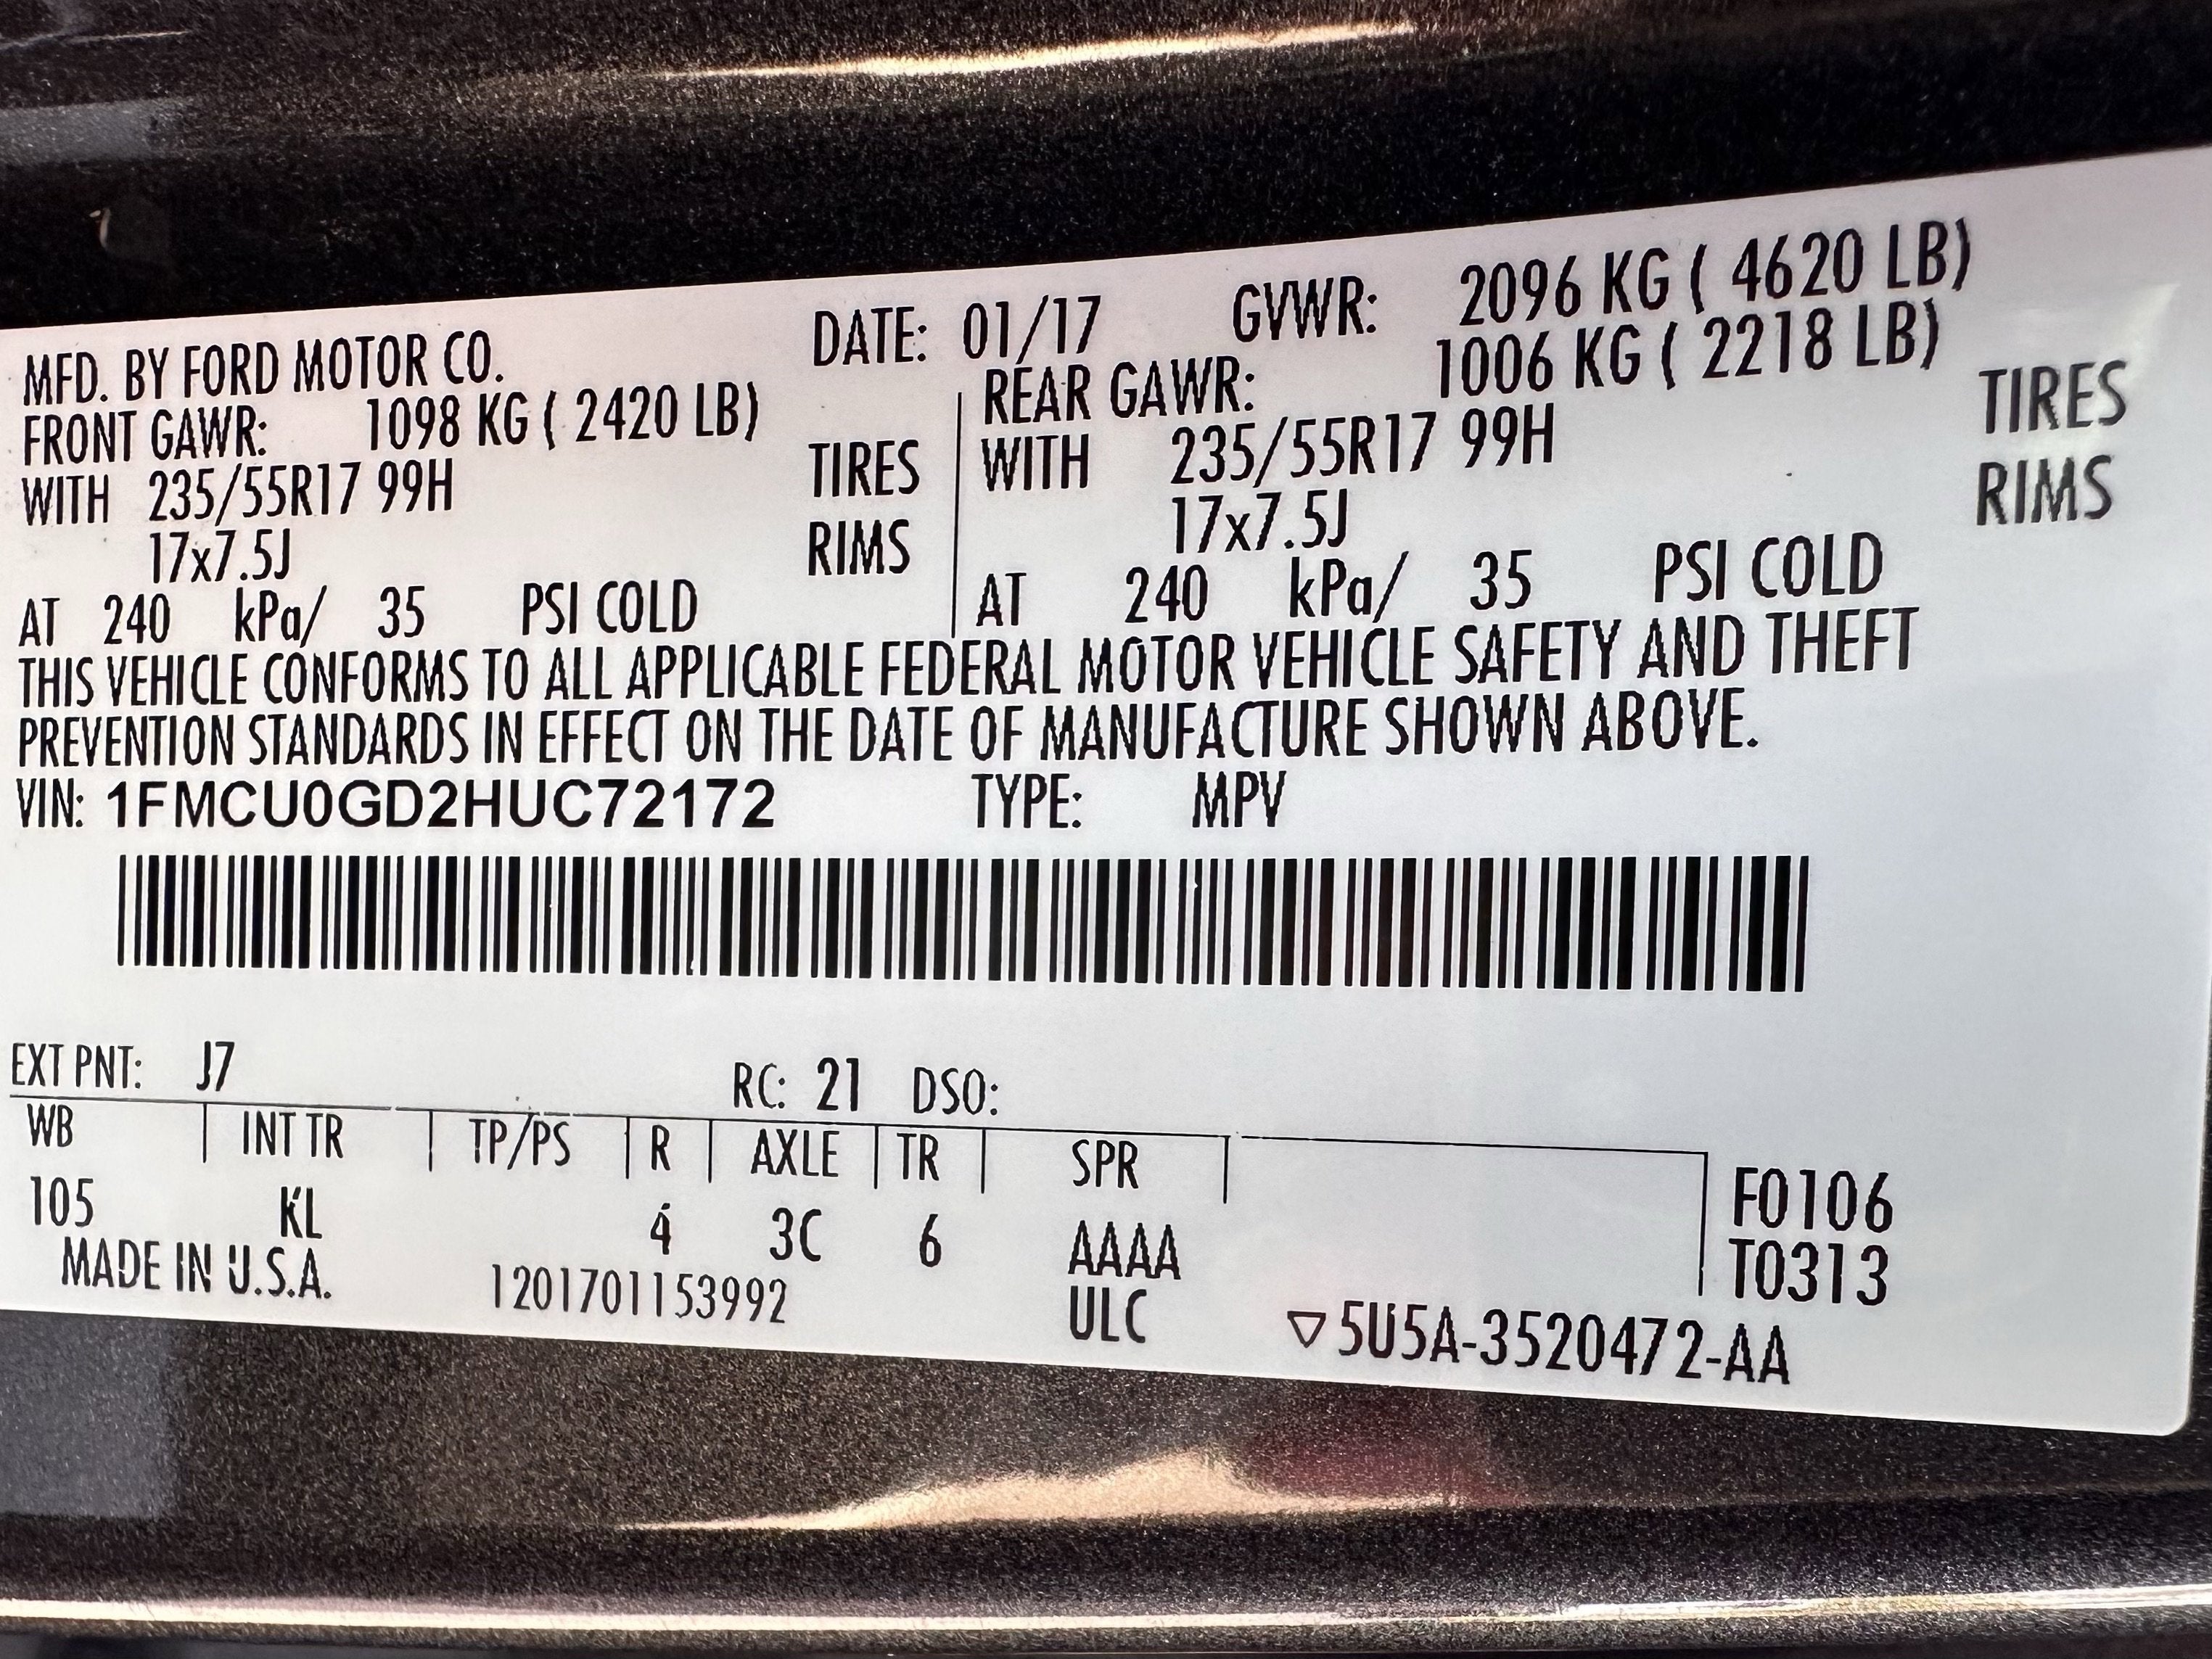 MFD. BY FORD MOTOR CO. DATE: 01/17 GVWR: 2096 KG ( 4620 LB)
FRONT GAWR: 1098 KG ( 2420 LB) REAR GAWR: 1006 KG ( 2218 LB)
WITH 235/55R17 99H TIRES WITH 235/55R17 99H TIRES
17x7.5J RIMS 17x7.5J RIMS
AT 240 kPa/ 35 PSI COLD AT 240 kPa/ 35 PSI COLD
THIS VEHICLE CONFORMS TO ALL APPLICABLE FEDERAL MOTOR VEHICLE SAFETY AND THEFT
PREVENTION STANDARDS IN EFFECT ON THE DATE OF MANUFACTURE SHOWN ABOVE.
VIN: 1FMCU0GD2HUC72172 TYPE: MPV
EXT PNT: J7 RC: 21 DSO:
WB INT TR TP/PS R AXLE TR SPR
105 KL 4 3C 6 AAAA F0106
MADE IN U.S.A. 1201701153992 ULC T0313
▽5U5A-3520472-AA